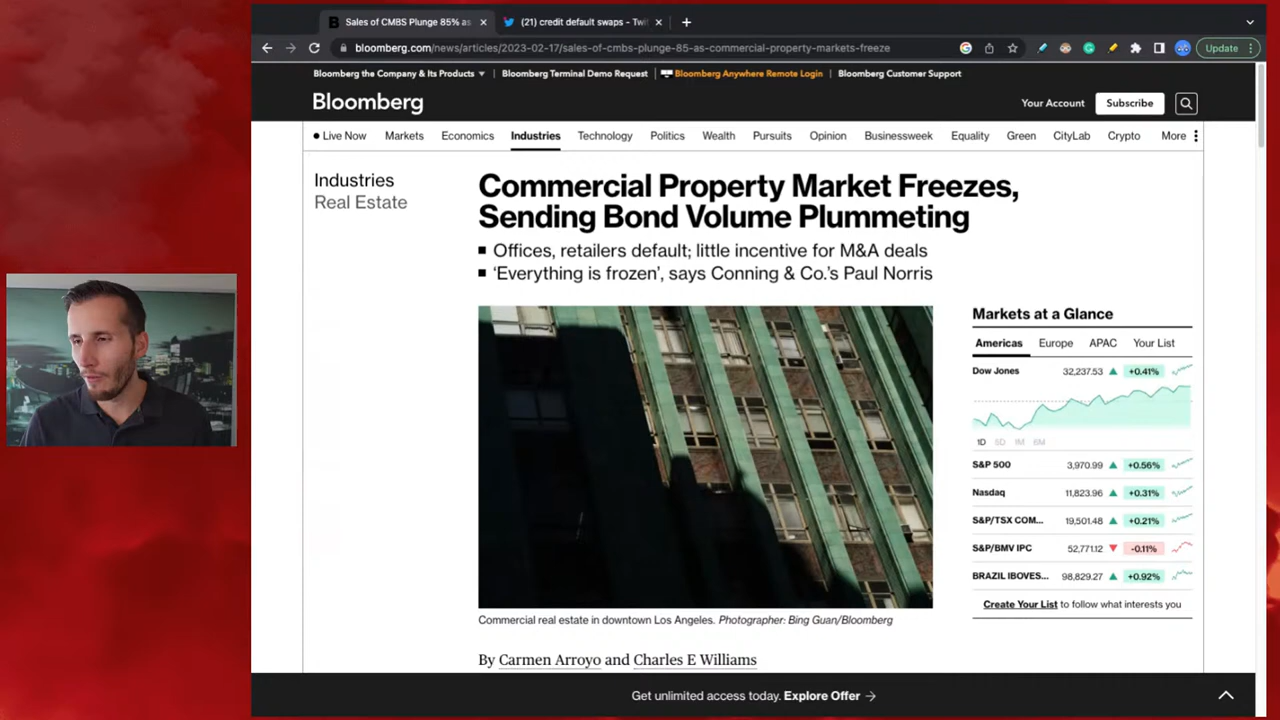 Sales of CMBS Plunge 85% as
(21) credit default swaps - Twit
bloomberg.com/news/articles/2023-02-17/sales-of-cmbs-plunge-85-as-commercial-property-markets-freeze
Update
Bloomberg the Company & Its Products
Bloomberg Terminal Demo Request
Bloomberg Anywhere Remote Login
Bloomberg Customer Support
Bloomberg
Your Account
Subscribe
Live Now
Markets
Economics
Industries
Technology
Politics
Wealth
Pursuits
Opinion
Businessweek
Equality
Green
CityLab
Crypto
More
Industries
Real Estate
Commercial Property Market Freezes,
Sending Bond Volume Plummeting
Offices, retailers default; little incentive for M&A deals
‘Everything is frozen’, says Conning & Co.’s Paul Norris
Commercial real estate in downtown Los Angeles. Photographer: Bing Guan/Bloomberg
By Carmen Arroyo and Charles E Williams
Markets at a Glance
Americas
Europe
APAC
Your List
Dow Jones 32,237.53 +0.41%
1D 5D 1M 6M
S&P 500 3,970.99 +0.56%
Nasdaq 11,823.96 +0.31%
S&P/TSX COM... 19,501.48 +0.21%
S&P/BMV IPC 52,771.12 -0.11%
BRAZIL IBOVES... 98,829.27 +0.92%
Create Your List to follow what interests you
Get unlimited access today. Explore Offer →